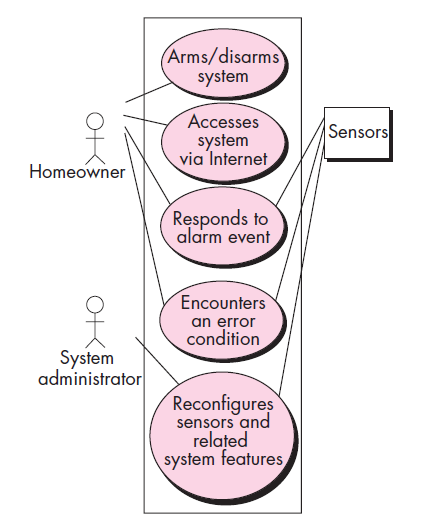 Arms/disarms
system
Accesses
system
via Internet
Sensors
Homeowner
Responds to
alarm event
Encounters
an error
condition
System
administrator
Reconfigures
sensors and
related
system features